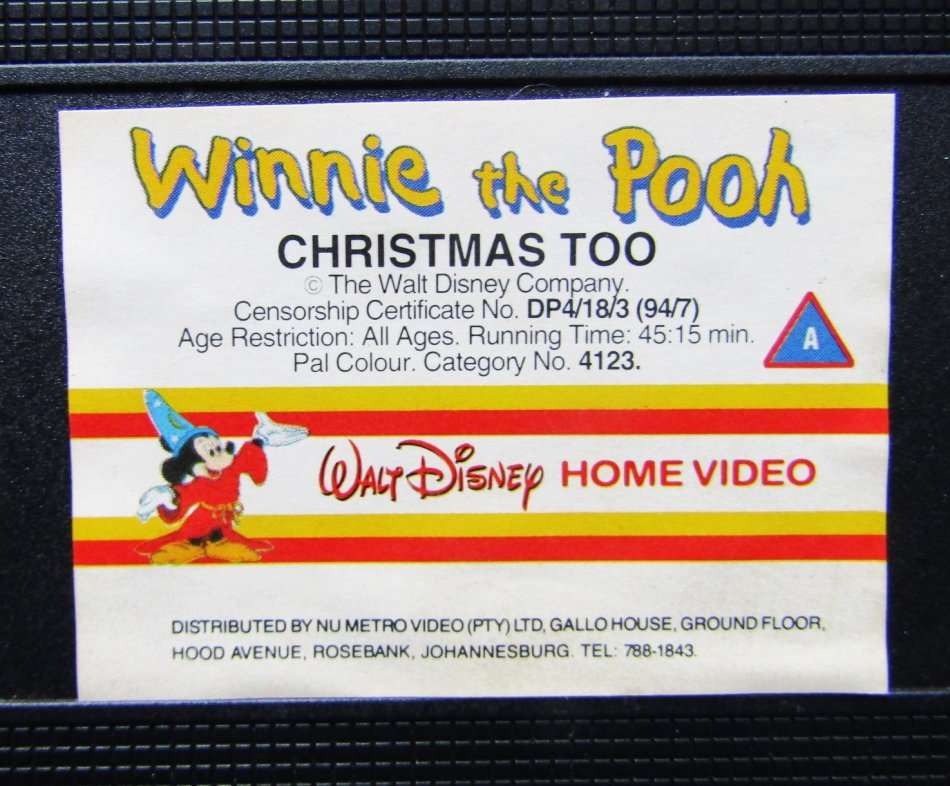 Winnie the Pooh
CHRISTMAS TOO
© The Walt Disney Company.
Censorship Certificate No. DP4/18/3 (94/7)
Age Restriction: All Ages. Running Time: 45:15 min.
A
Pal Colour. Category No. 4123.
WALT DISNEY HOME VIDEO
DISTRIBUTED BY NU METRO VIDEO (PTY) LTD, GALLO HOUSE, GROUND FLOOR,
HOOD AVENUE, ROSEBANK, JOHANNESBURG. TEL: 788-1843.